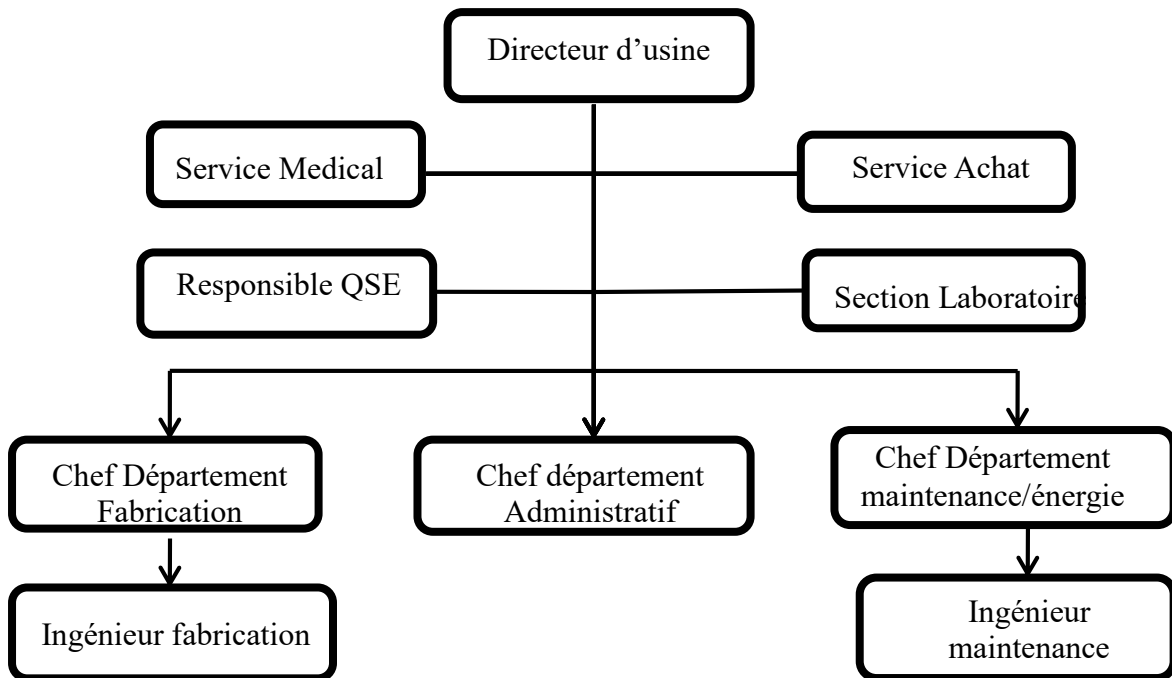 Directeur d’usine
Service Medical
Service Achat
Responsible QSE
Section Laboratoire
Chef Département
Fabrication
Chef département
Administratif
Chef Département
maintenance/énergie
Ingénieur fabrication
Ingénieur
maintenance